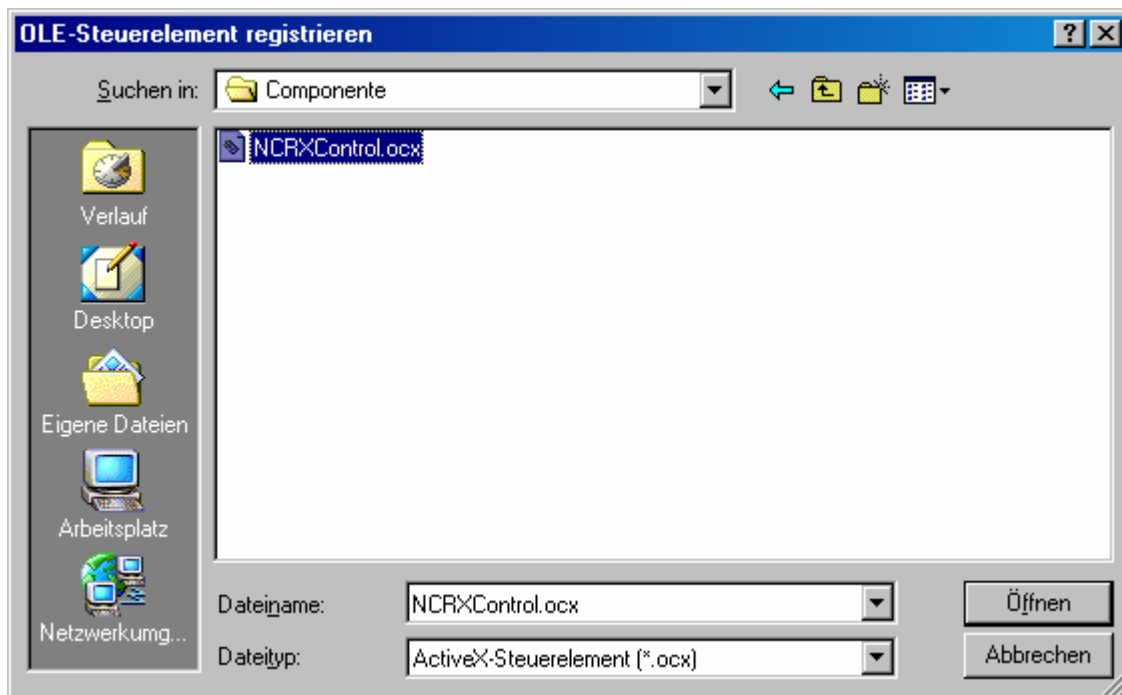 OLE-Steuerelement registrieren
Suchen in: Componente
NCRXControl.ocx
Verlauf
Desktop
Eigene Dateien
Arbeitsplatz
Netzwerkumg...
Dateiname: NCRXControl.ocx Öffnen
Dateityp: ActiveX-Steuerelement (*.ocx) Abbrechen